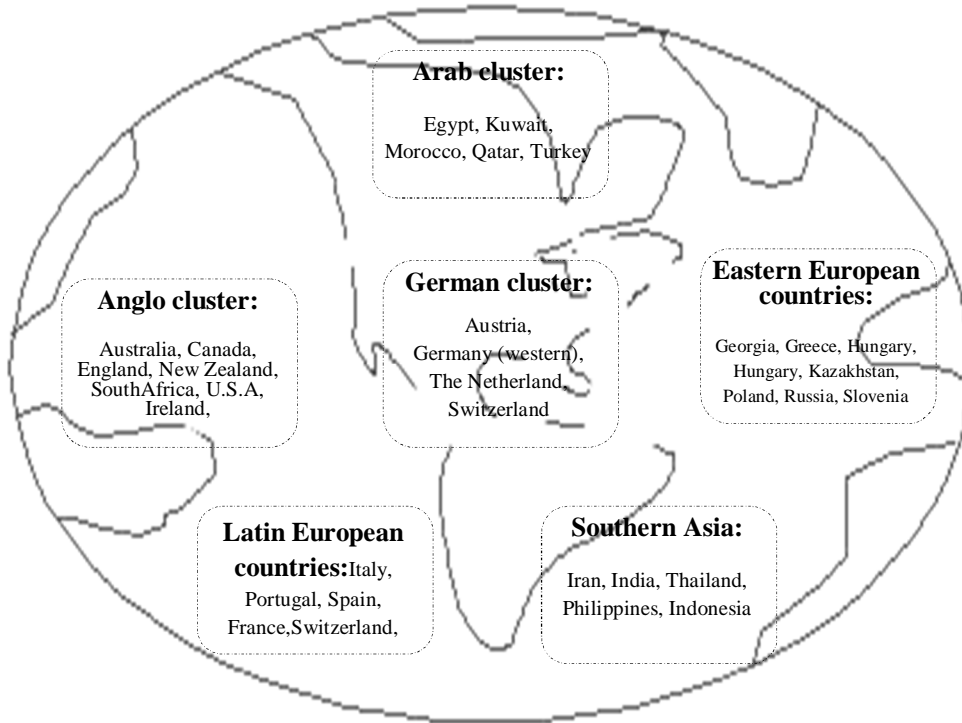 Arab cluster:
Egypt, Kuwait,
Morocco, Qatar, Turkey
Anglo cluster:
Australia, Canada,
England, New Zealand,
SouthAfrica, U.S.A,
Ireland,
German cluster:
Austria,
Germany (western),
The Netherland,
Switzerland
Eastern European
countries:
Georgia, Greece, Hungary,
Hungary, Kazakhstan,
Poland, Russia, Slovenia
Latin European
countries:Italy,
Portugal, Spain,
France,Switzerland,
Southern Asia:
Iran, India, Thailand,
Philippines, Indonesia